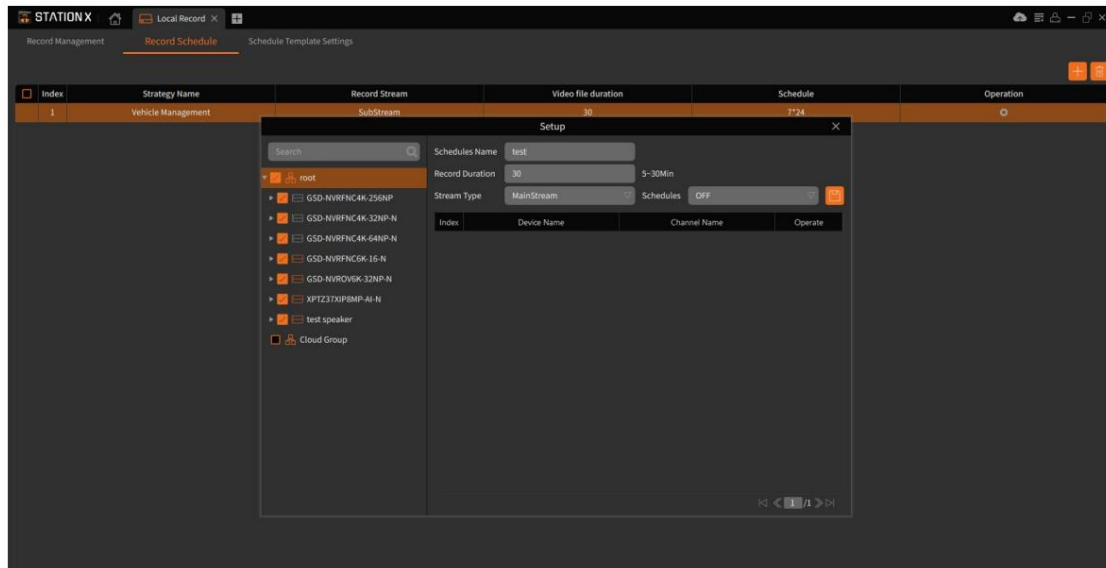 STATION X Local Record
Record Management Record Schedule Schedule Template Settings
Index Strategy Name Record Stream Video file duration Schedule Operation
1 Vehicle Management SubStream 30 7*24
Setup
Search Schedules Name test
root Record Duration 30 5~30Min
GSD-NVRFNC4K-256NP Stream Type MainStream Schedules OFF
GSD-NVRFNC4K-32NP-N Index Device Name Channel Name Operate
GSD-NVRFNC4K-64NP-N
GSD-NVRFNC6K-16-N
GSD-NVROV6K-32NP-N
XPTZ37XIP8MP-AI-N
test speaker
Cloud Group
1 /1